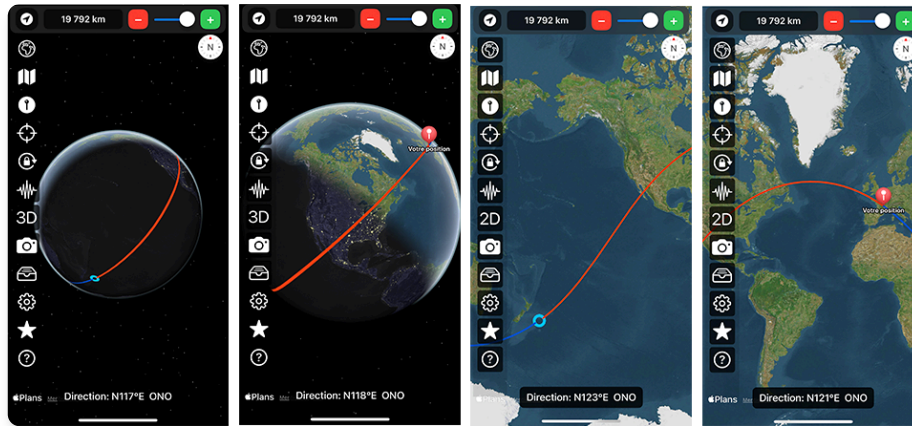 19 792 km
N
3D
Plans
Direction: N117°E ONO
19 792 km
N
Votre position
3D
Plans
Direction: N118°E ONO
19 792 km
N
2D
Plans
Direction: N123°E ONO
19 792 km
N
Votre position
2D
Plans
Direction: N121°E ONO